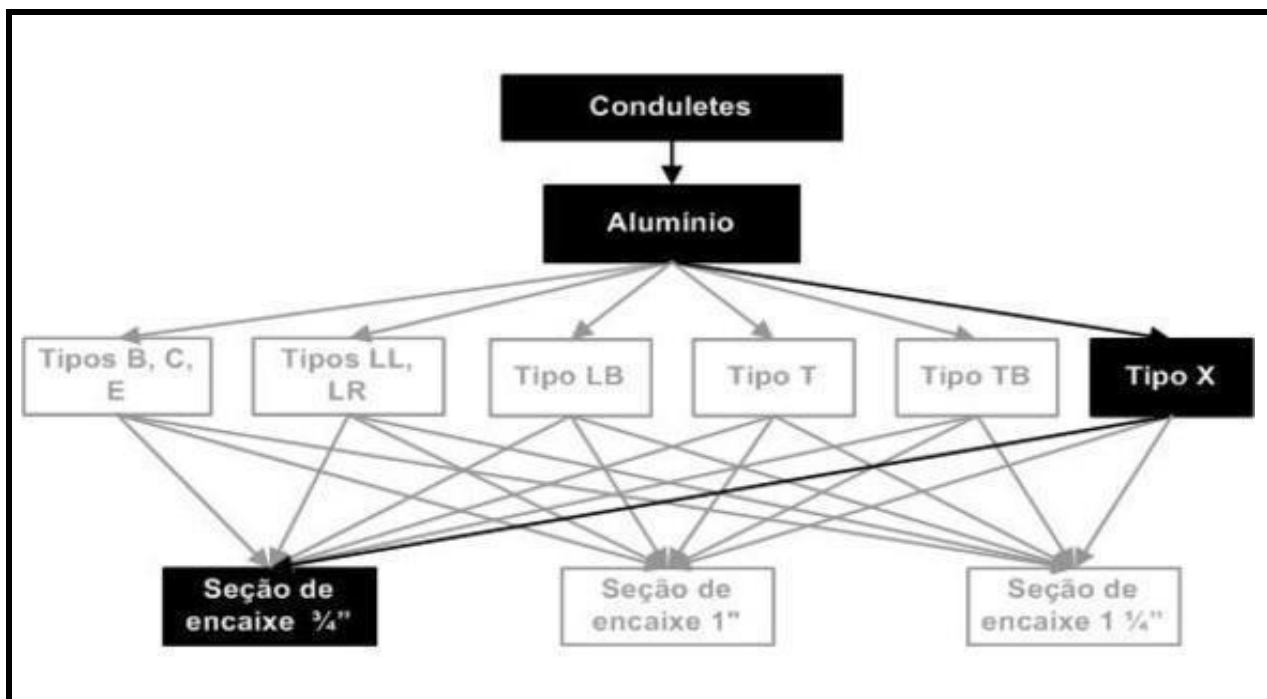 Conduletes
Alumínio
Tipos B, C,
E
Tipos LL,
LR
Tipo LB
Tipo T
Tipo TB
Tipo X
Seção de
encaixe ¾”
Seção de
encaixe 1"
Seção de
encaixe 1 ¼”